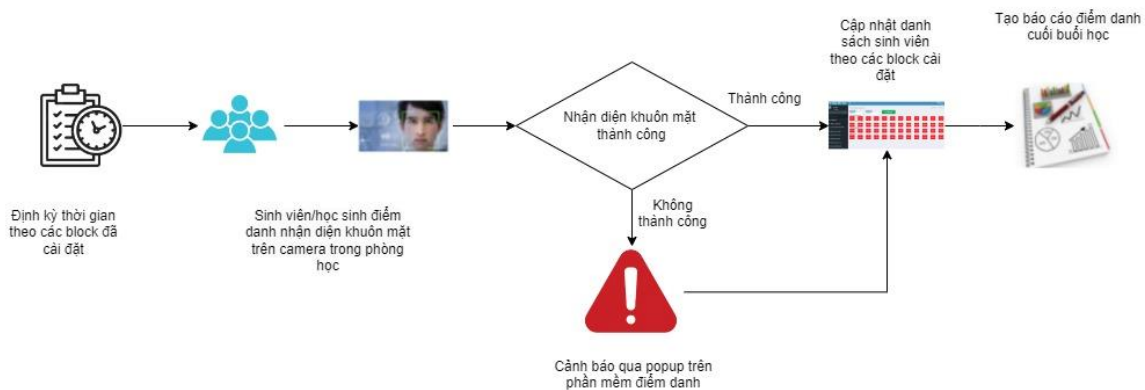 Định kỳ thời gian
theo các block đã
cài đặt
Sinh viên/học sinh điểm
danh nhận diện khuôn mặt
trên camera trong phòng
học
Nhận diện khuôn mặt
thành công
Thành công
Không
thành công
Cảnh báo qua popup trên
phần mềm điểm danh
Cập nhật danh
sách sinh viên
theo các block cài
đặt
Tạo báo cáo điểm danh
cuối buổi học